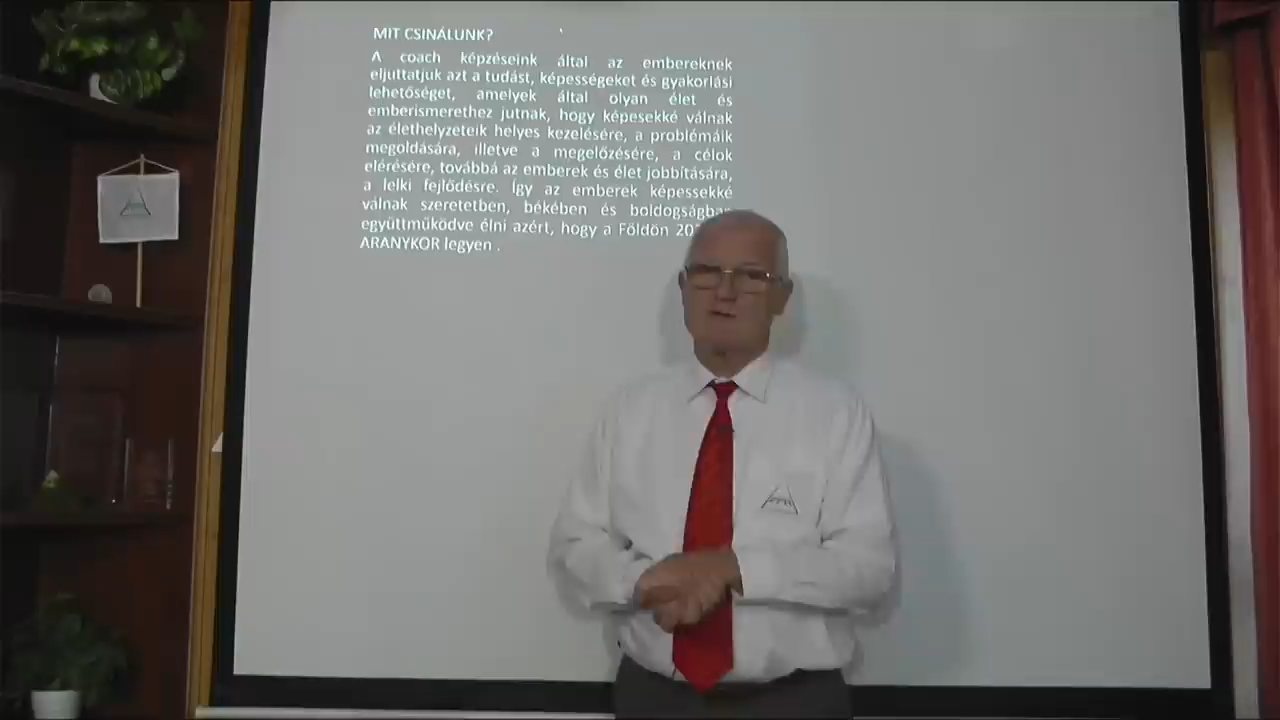 MIT CSINÁLUNK?
A coach képzéseink által az embereknek
eljuttatjuk azt a tudást, képességeket és gyakorlási
lehetőséget, amelyek által olyan élet és
emberismerethez jutnak, hogy képesekké válnak
az élethelyzeteik helyes kezelésére, a problémáik
megoldására, illetve a megelőzésére, a célok
elérésére, továbbá az emberek és élet jobbítására,
a lelki fejlődésre. Így az emberek képessekké
válnak szeretetben, békében és boldogságban
együttműködve élni azért, hogy a Földön
ARANYKOR legyen .